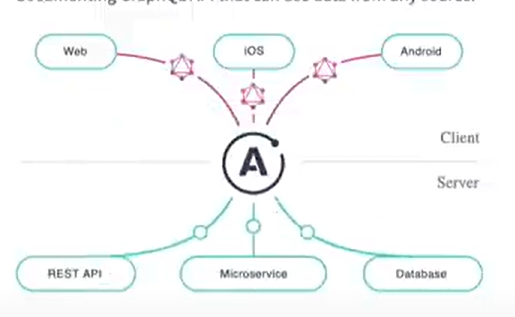 Web
iOS
Android
A
Client
Server
REST API
Microservice
Database